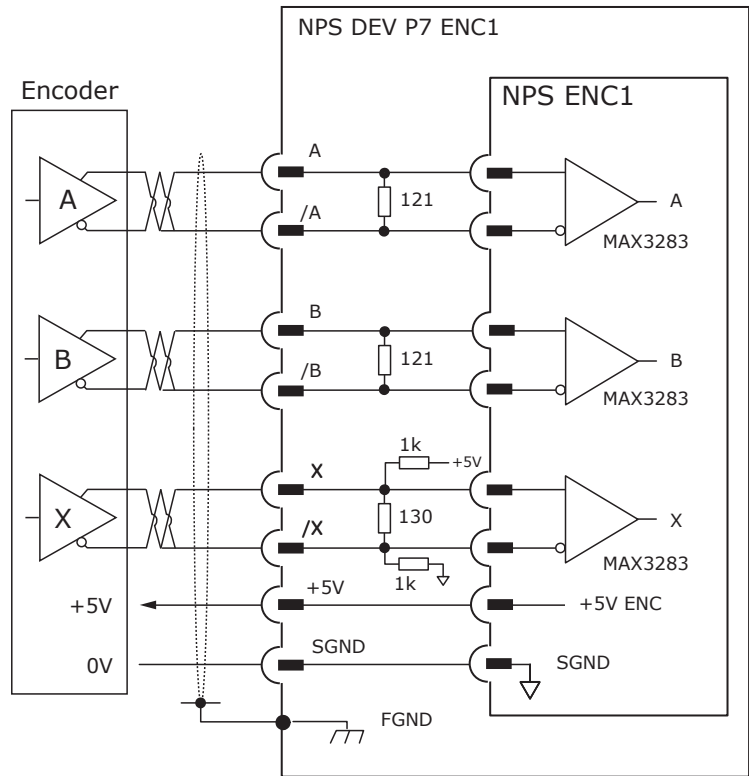 NPS DEV P7 ENC1
Encoder
NPS ENC1
A
A
/A
121
A
MAX3283
B
B
/B
121
B
MAX3283
1k
+5V
X
X
/X
130
1k
X
MAX3283
+5V
+5V
+5V ENC
0V
SGND
SGND
FGND